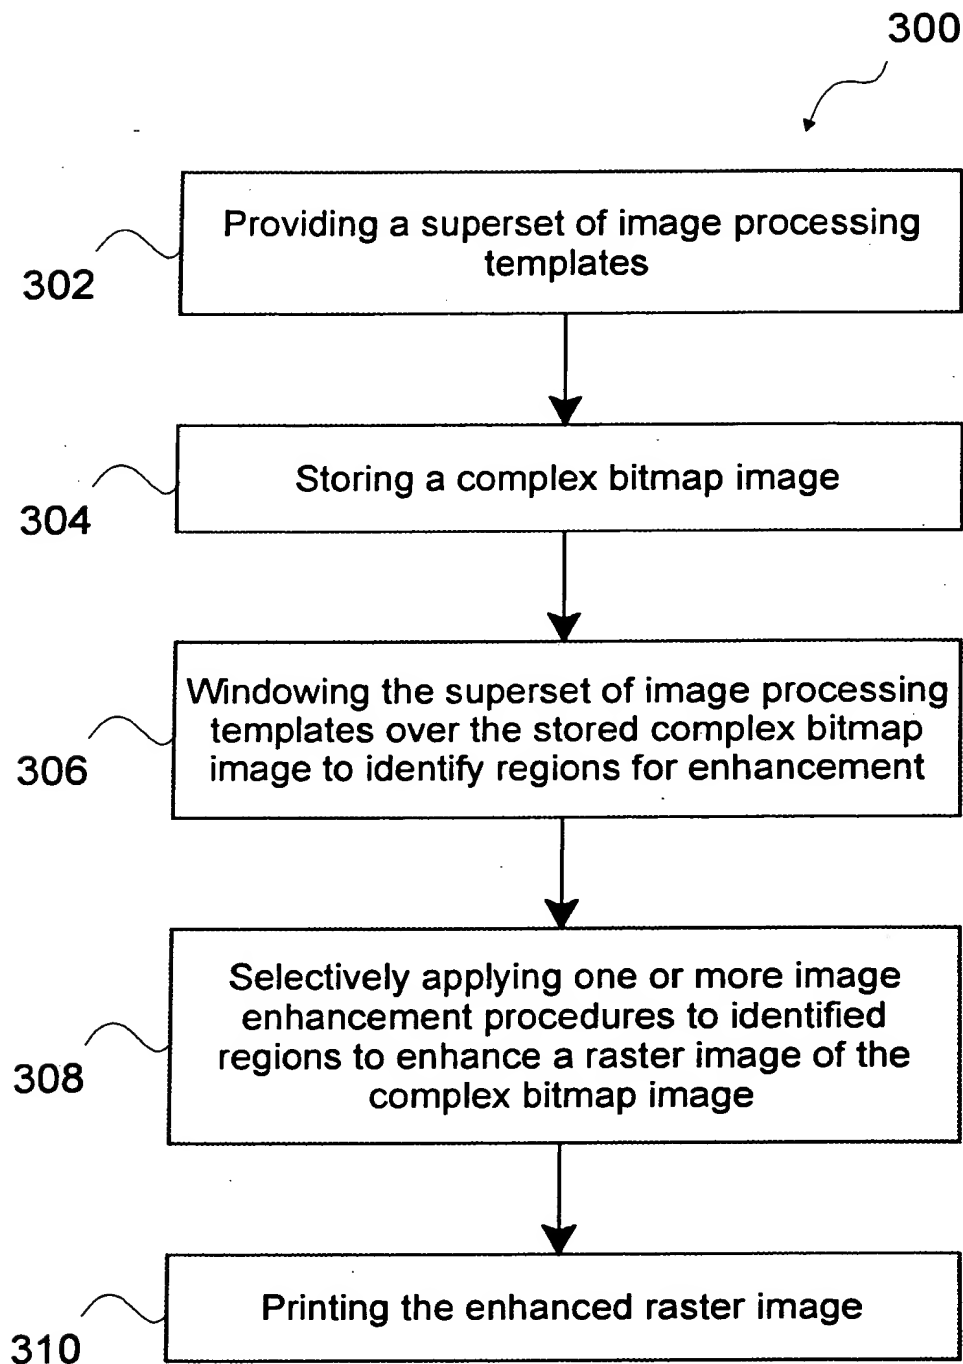 300
Providing a superset of image processing
templates
302
Storing a complex bitmap image
304
Windowing the superset of image processing
templates over the stored complex bitmap
image to identify regions for enhancement
306
Selectively applying one or more image
enhancement procedures to identified
regions to enhance a raster image of the
complex bitmap image
308
Printing the enhanced raster image
310